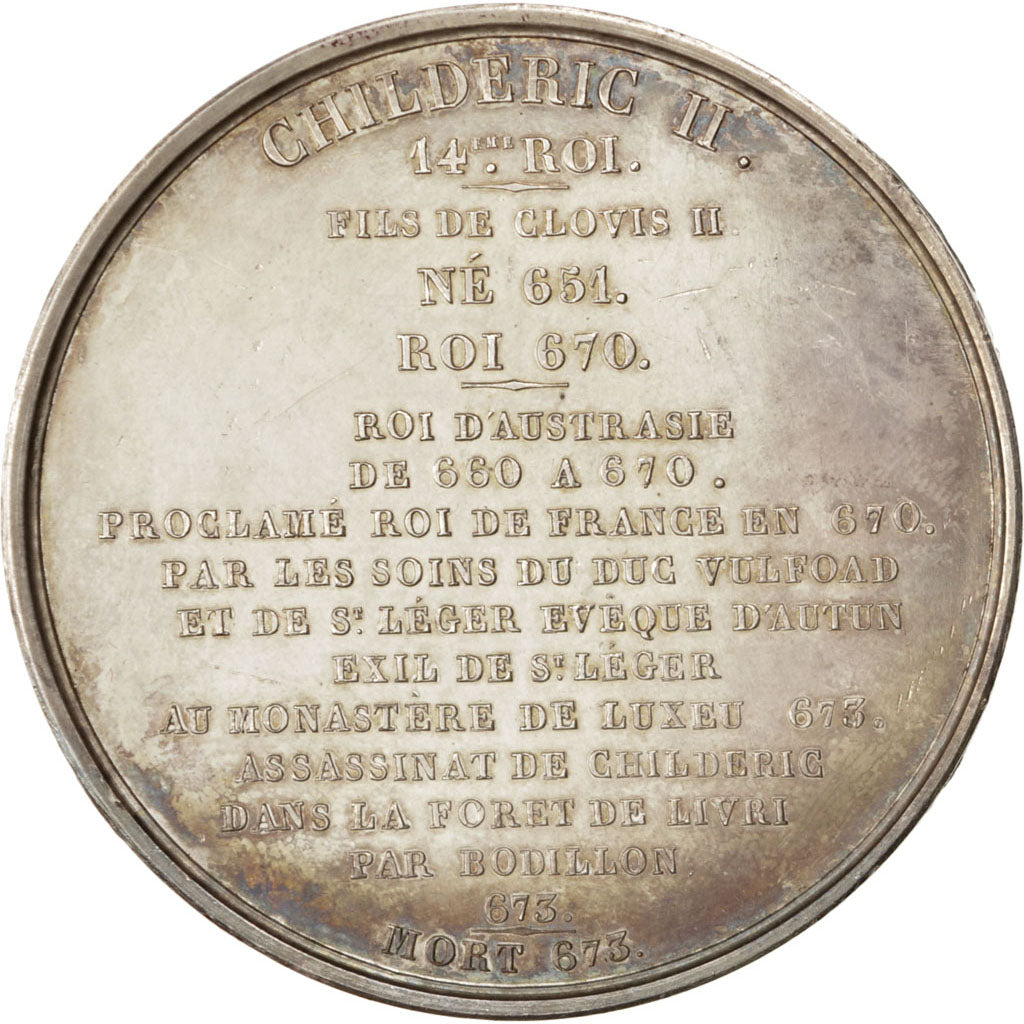 CHILDERIC II.
14EME. ROI.
FILS DE CLOVIS II
NÉ 651.
ROI 670.
ROI D'AUSTRASIE
DE 660 A 670.
PROCLAMÉ ROI DE FRANCE EN 670.
PAR LES SOINS DU DUC VULFOAD
ET DE ST. LÉGER EVÊQUE D'AUTUN
EXIL DE ST. LÉGER
AU MONASTÈRE DE LUXEU 673.
ASSASSINAT DE CHILDERIC
DANS LA FORET DE LIVRI
PAR BODILLON
673.
MORT 673.